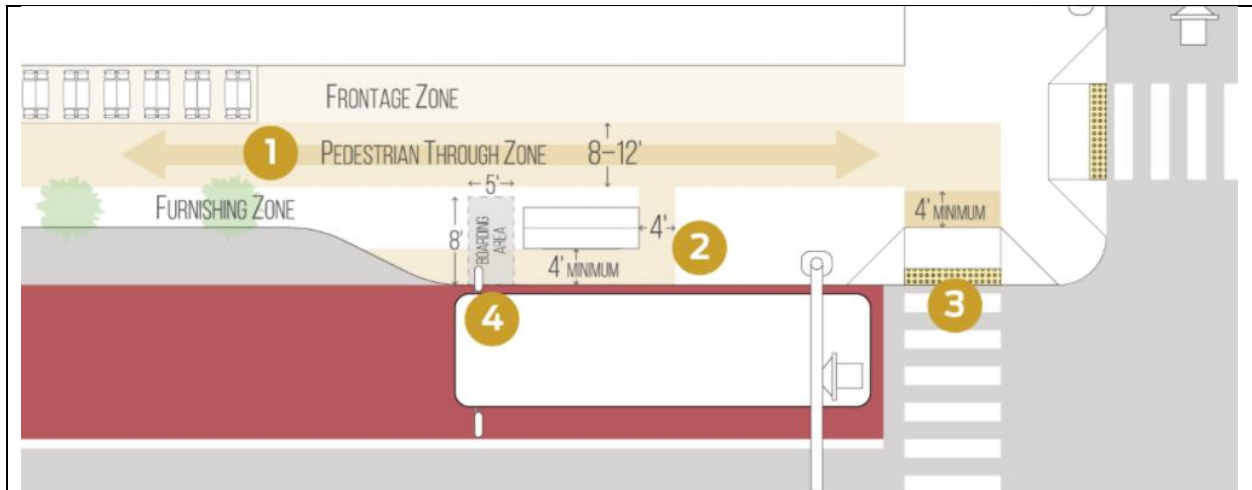 FRONTAGE ZONE
1
PEDESTRIAN THROUGH ZONE
8–12'
5'
FURNISHING ZONE
8'
BOARDING
AREA
4'
2
4' MINIMUM
4' MINIMUM
3
4